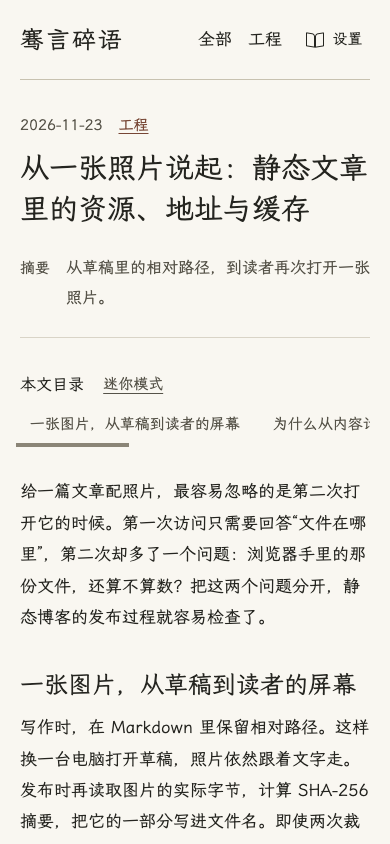 骞言碎语
全部 工程 设置
2026-11-23 工程
从一张照片说起：静态文章
里的资源、地址与缓存
摘要 从草稿里的相对路径，到读者再次打开一张
照片。
本文目录 迷你模式
一张图片，从草稿到读者的屏幕 为什么从内容
给一篇文章配照片，最容易忽略的是第二次打
开它的时候。第一次访问只需要回答“文件在哪
里”，第二次却多了一个问题：浏览器手里的那
份文件，还算不算数？把这两个问题分开，静
态博客的发布过程就容易检查了。
一张图片，从草稿到读者的屏幕
写作时，在 Markdown 里保留相对路径。这样
换一台电脑打开草稿，照片依然跟着文字走。
发布时再读取图片的实际字节，计算 SHA-256
摘要，把它的一部分写进文件名。即使两次裁